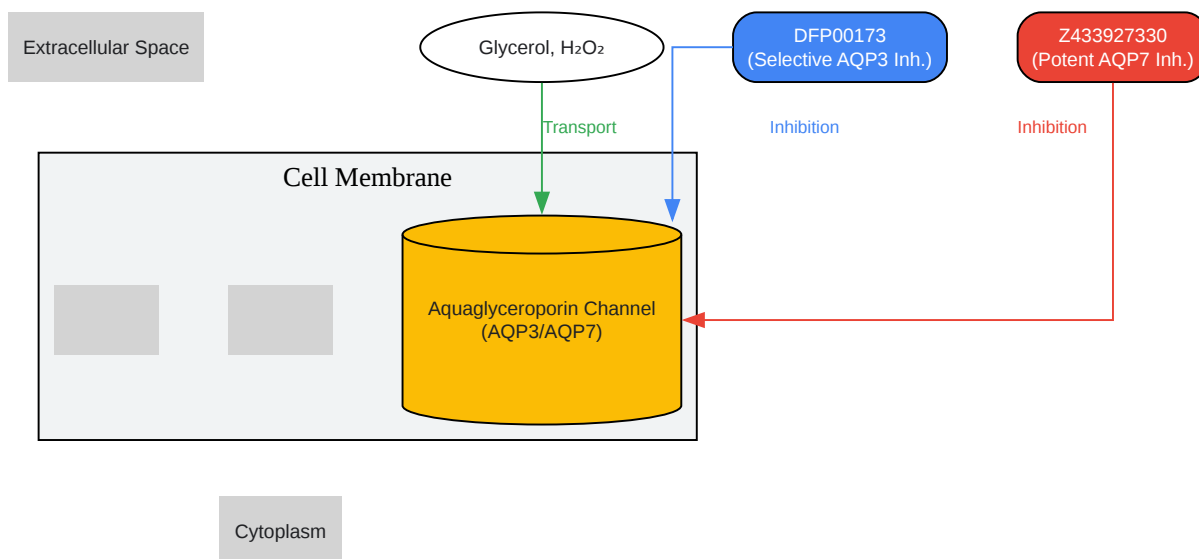 Extracellular Space
Glycerol, H₂O₂
DFP00173
(Selective AQP3 Inh.)
Z433927330
(Potent AQP7 Inh.)
Transport
Inhibition
Inhibition
Cell Membrane
Aquaglyceroporin Channel
(AQP3/AQP7)
Cytoplasm